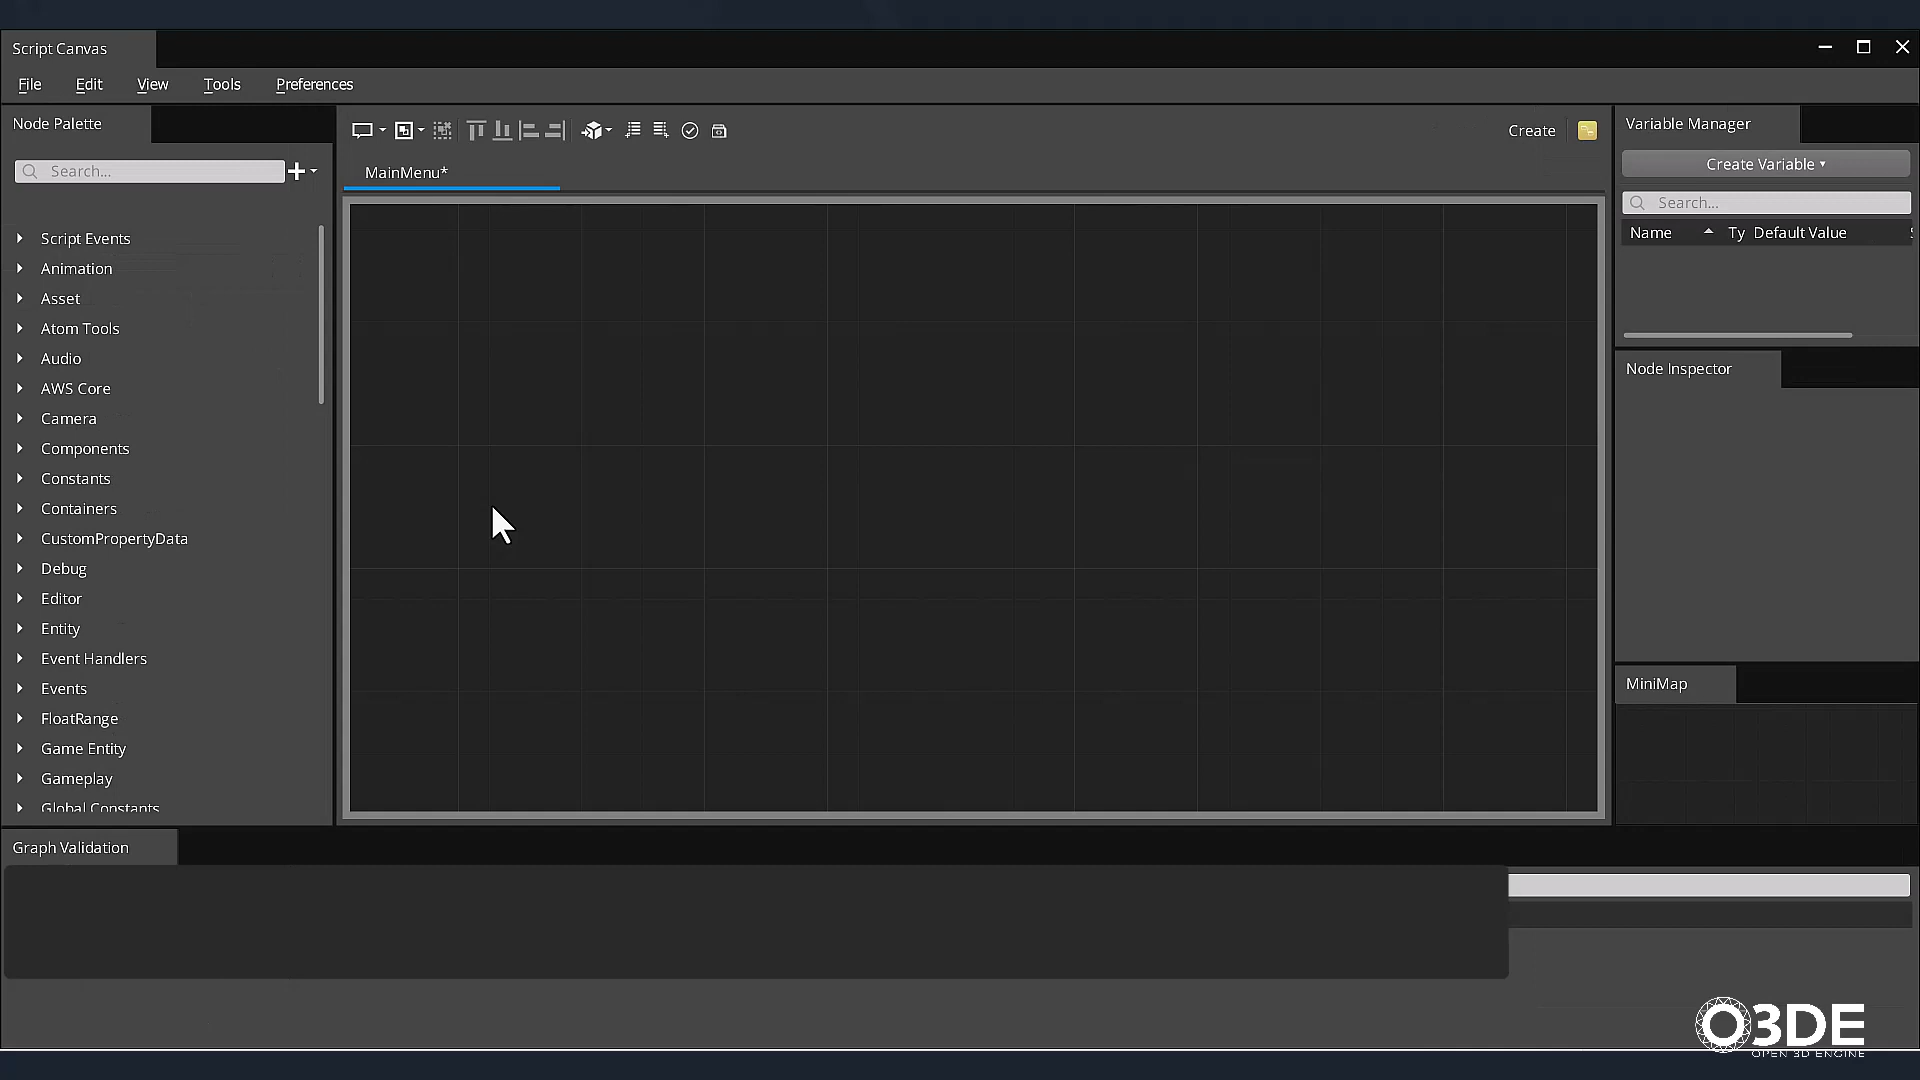 Script Canvas
File Edit View Tools Preferences
Node Palette
Search...
Script Events
Animation
Asset
Atom Tools
Audio
AWS Core
Camera
Components
Constants
Containers
CustomPropertyData
Debug
Editor
Entity
Event Handlers
Events
FloatRange
Game Entity
Gameplay
Global Constants
Create
MainMenu*
Variable Manager
Create Variable
Search...
Name Ty Default Value
Node Inspector
MiniMap
Graph Validation
O3DE
OPEN 3D ENGINE